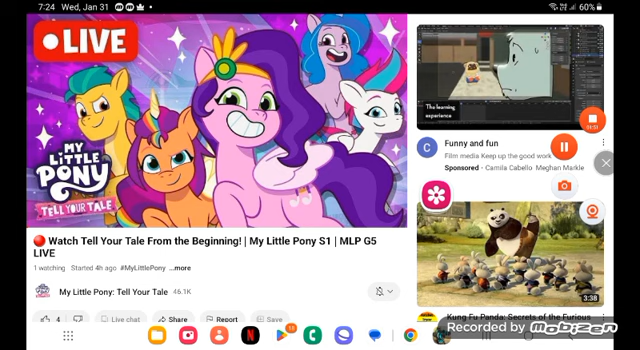 7:24 Wed, Jan 31
60%
LIVE
MY
LITTLE
PONY
TELL YOUR TALE
🔴 Watch Tell Your Tale From the Beginning! | My Little Pony S1 | MLP G5
LIVE
1 watching Started 4h ago #MyLittlePony ...more
My Little Pony: Tell Your Tale 46.1K
4 Live chat Share Report Save
The learning
experience
11:11
C Funny and fun
Film media Keep up the good work
Sponsored · Camila Cabello Meghan Markle
3:38
Kung Fu Panda: Secrets of the Furious
Recorded by mobizen